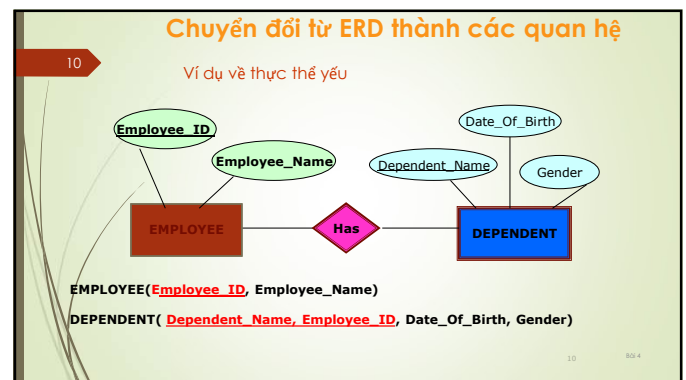 Chuyển đổi từ ERD thành các quan hệ
10
Ví dụ về thực thể yếu
Employee_ID
Employee_Name
Date_Of_Birth
Dependent_Name
Gender
EMPLOYEE
Has
DEPENDENT
EMPLOYEE(Employee_ID, Employee_Name)
DEPENDENT( Dependent_Name, Employee_ID, Date_Of_Birth, Gender)
10